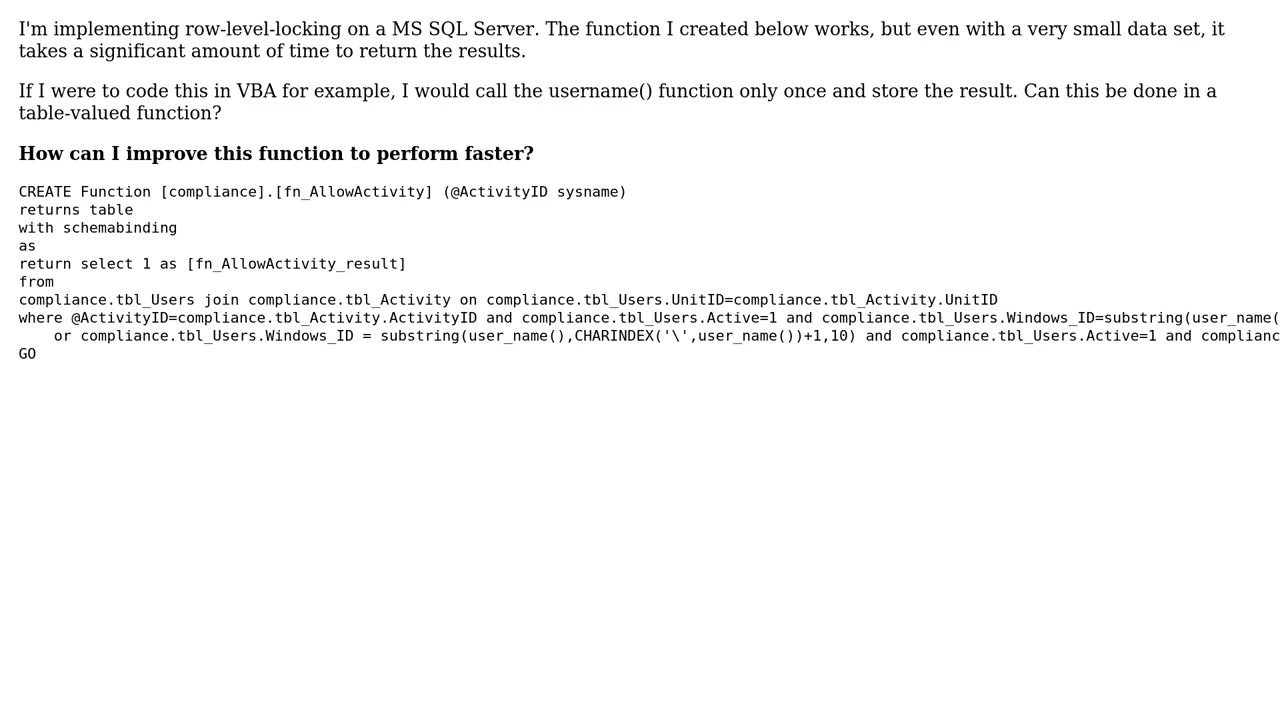 I'm implementing row-level-locking on a MS SQL Server. The function I created below works, but even with a very small data set, it
takes a significant amount of time to return the results.
If I were to code this in VBA for example, I would call the username() function only once and store the result. Can this be done in a
table-valued function?
How can I improve this function to perform faster?
CREATE Function [compliance].[fn_AllowActivity] (@ActivityID sysname)
returns table
with schemabinding
as
return select 1 as [fn_AllowActivity_result]
from
compliance.tbl_Users join compliance.tbl_Activity on compliance.tbl_Users.UnitID=compliance.tbl_Activity.UnitID
where @ActivityID=compliance.tbl_Activity.ActivityID and compliance.tbl_Users.Active=1 and compliance.tbl_Users.Windows_ID=substring(user_name(
or compliance.tbl_Users.Windows_ID = substring(user_name(),CHARINDEX('\',user_name())+1,10) and compliance.tbl_Users.Active=1 and complianc
GO